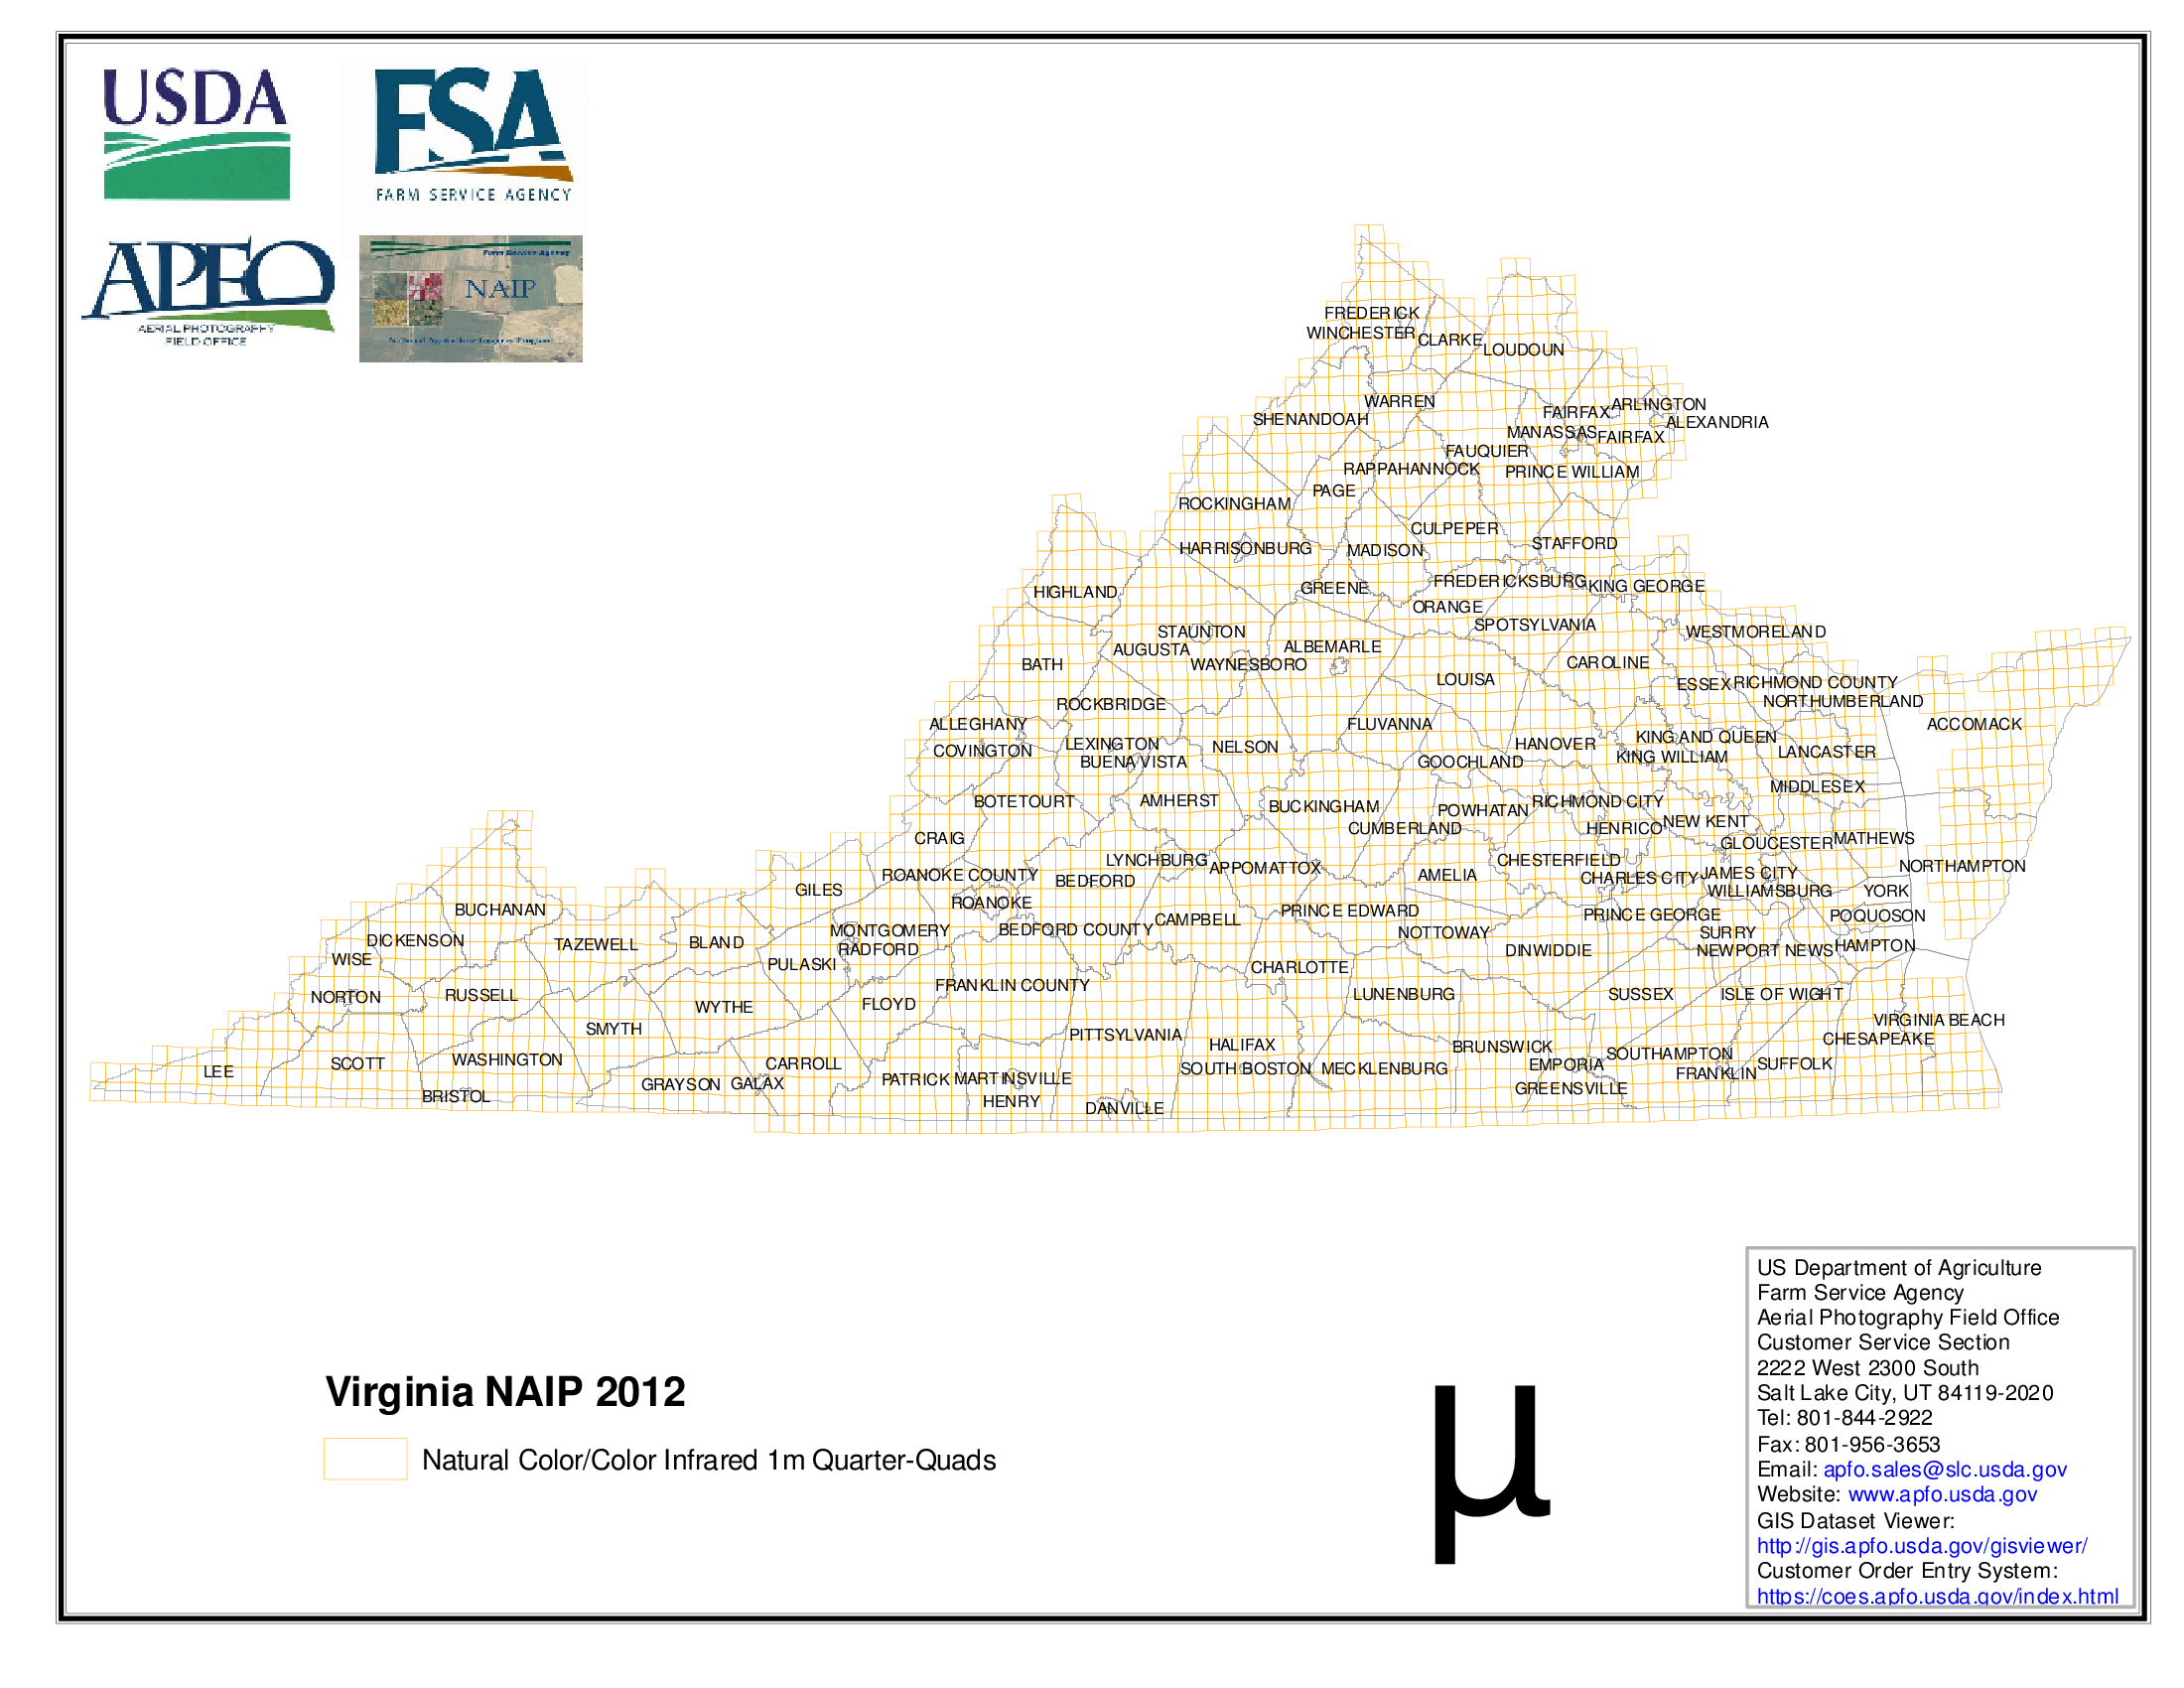 USDA
FSA
FARM SERVICE AGENCY
APFO
AERIAL PHOTOGRAPHY
FIELD OFFICE
Farm Service Agency
NAIP
National Agriculture Imagery Program
FREDERICK
WINCHESTER
CLARKE
LOUDOUN
WARREN
SHENANDOAH
FAIRFAX
ARLINGTON
ALEXANDRIA
MANASSAS
FAIRFAX
FAUQUIER
RAPPAHANNOCK
PRINCE WILLIAM
PAGE
ROCKINGHAM
CULPEPER
HARRISONBURG
MADISON
STAFFORD
HIGHLAND
GREENE
FREDERICKSBURG
KING GEORGE
ORANGE
SPOTSYLVANIA
STAUNTON
WESTMORELAND
AUGUSTA
ALBEMARLE
BATH
WAYNESBORO
CAROLINE
LOUISA
ESSEX
RICHMOND COUNTY
ROCKBRIDGE
NORTHUMBERLAND
ALLEGHANY
FLUVANNA
ACCOMACK
COVINGTON
LEXINGTON
NELSON
HANOVER
KING AND QUEEN
LANCASTER
BUENA VISTA
GOOCHLAND
KING WILLIAM
MIDDLESEX
BOTETOURT
AMHERST
BUCKINGHAM
POWHATAN
RICHMOND CITY
CUMBERLAND
HENRICO
NEW KENT
CRAIG
GLOUCESTER
MATHEWS
LYNCHBURG
APPOMATTOX
CHESTERFIELD
NORTHAMPTON
ROANOKE COUNTY
BEDFORD
AMELIA
CHARLES CITY
JAMES CITY
GILES
WILLIAMSBURG
YORK
ROANOKE
BUCHANAN
PRINCE EDWARD
PRINCE GEORGE
POQUOSON
MONTGOMERY
BEDFORD COUNTY
CAMPBELL
NOTTOWAY
SURRY
DICKENSON
TAZEWELL
BLAND
RADFORD
DINWIDDIE
NEWPORT NEWS
HAMPTON
WISE
PULASKI
CHARLOTTE
FRANKLIN COUNTY
NORTON
RUSSELL
WYTHE
FLOYD
LUNENBURG
SUSSEX
ISLE OF WIGHT
SMYTH
PITTSYLVANIA
VIRGINIA BEACH
HALIFAX
BRUNSWICK
CHESAPEAKE
LEE
SCOTT
WASHINGTON
CARROLL
SOUTH BOSTON
MECKLENBURG
EMPORIA
SOUTHAMPTON
SUFFOLK
GRAYSON
GALAX
PATRICK
MARTINSVILLE
FRANKLIN
BRISTOL
HENRY
DANVILLE
GREENSVILLE
Virginia NAIP 2012
Natural Color/Color Infrared 1m Quarter-Quads
µ
US Department of Agriculture
Farm Service Agency
Aerial Photography Field Office
Customer Service Section
2222 West 2300 South
Salt Lake City, UT 84119-2020
Tel: 801-844-2922
Fax: 801-956-3653
Email: apfo.sales@slc.usda.gov
Website: www.apfo.usda.gov
GIS Dataset Viewer:
http://gis.apfo.usda.gov/gisviewer/
Customer Order Entry System:
https://coes.apfo.usda.gov/index.html